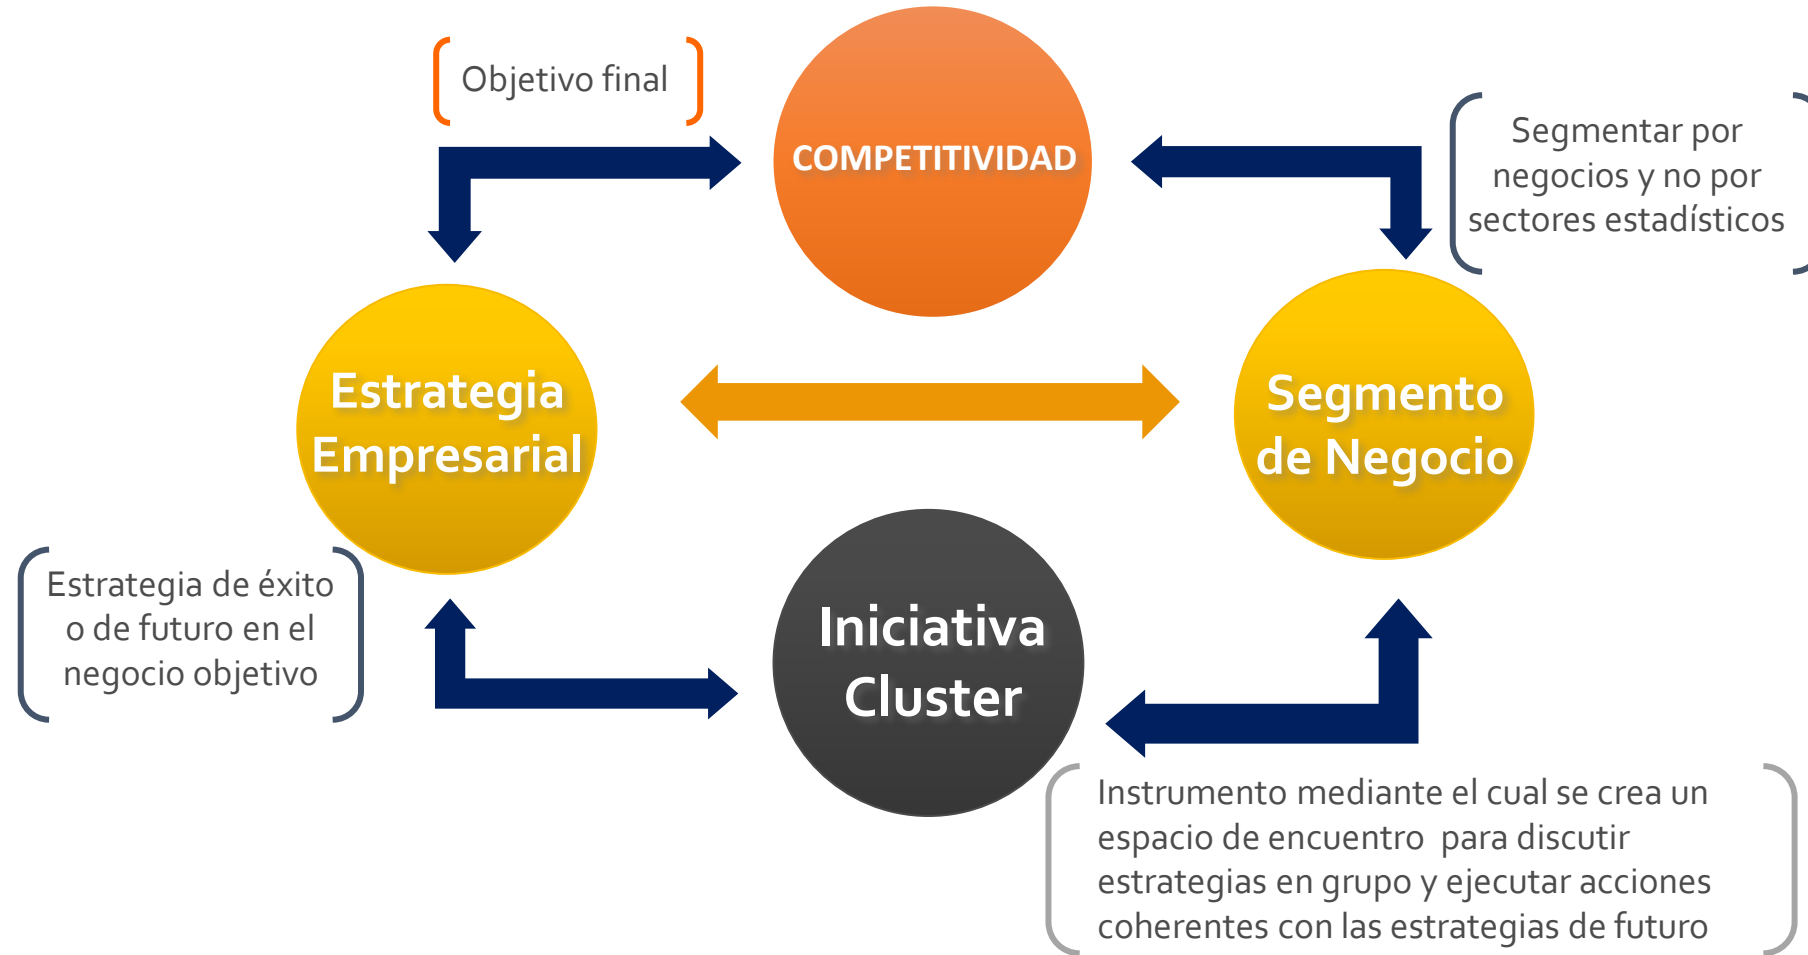 Objetivo final
COMPETITIVIDAD
Segmentar por
negocios y no por
sectores estadísticos
Estrategia
Empresarial
Segmento
de Negocio
Estrategia de éxito
o de futuro en el
negocio objetivo
Iniciativa
Cluster
Instrumento mediante el cual se crea un
espacio de encuentro  para discutir
estrategias en grupo y ejecutar acciones
coherentes con las estrategias de futuro